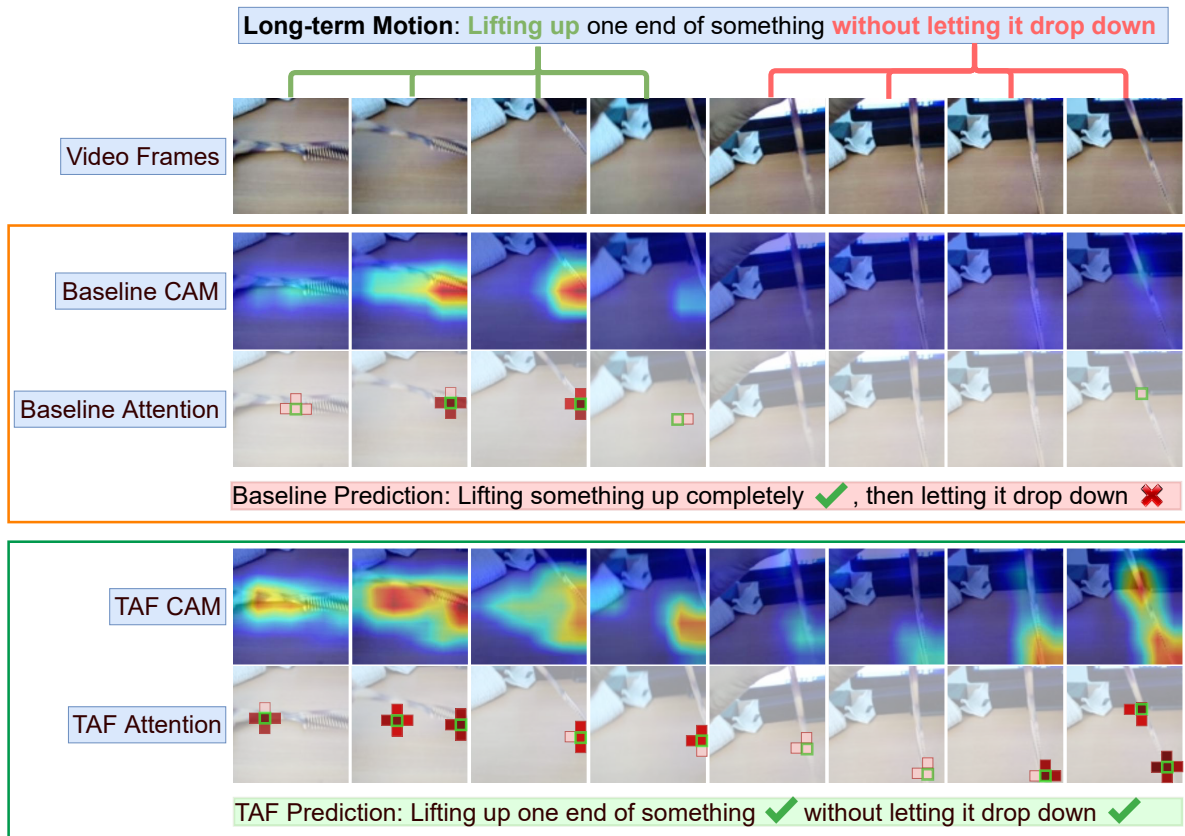 Long-term Motion: Lifting up one end of something without letting it drop down
Video Frames
Baseline CAM
Baseline Attention
Baseline Prediction: Lifting something up completely ✔ , then letting it drop down ✖
TAF CAM
TAF Attention
TAF Prediction: Lifting up one end of something ✔ without letting it drop down ✔